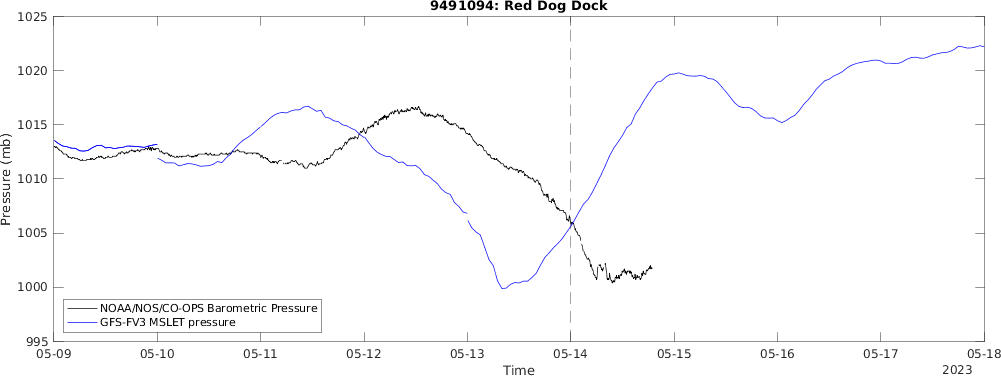 9491094: Red Dog Dock
Pressure (mb)
1025
1020
1015
1010
1005
1000
995
NOAA/NOS/CO-OPS Barometric Pressure
GFS-FV3 MSLET pressure
05-09 05-10 05-11 05-12 05-13 05-14 05-15 05-16 05-17 05-18
Time
2023